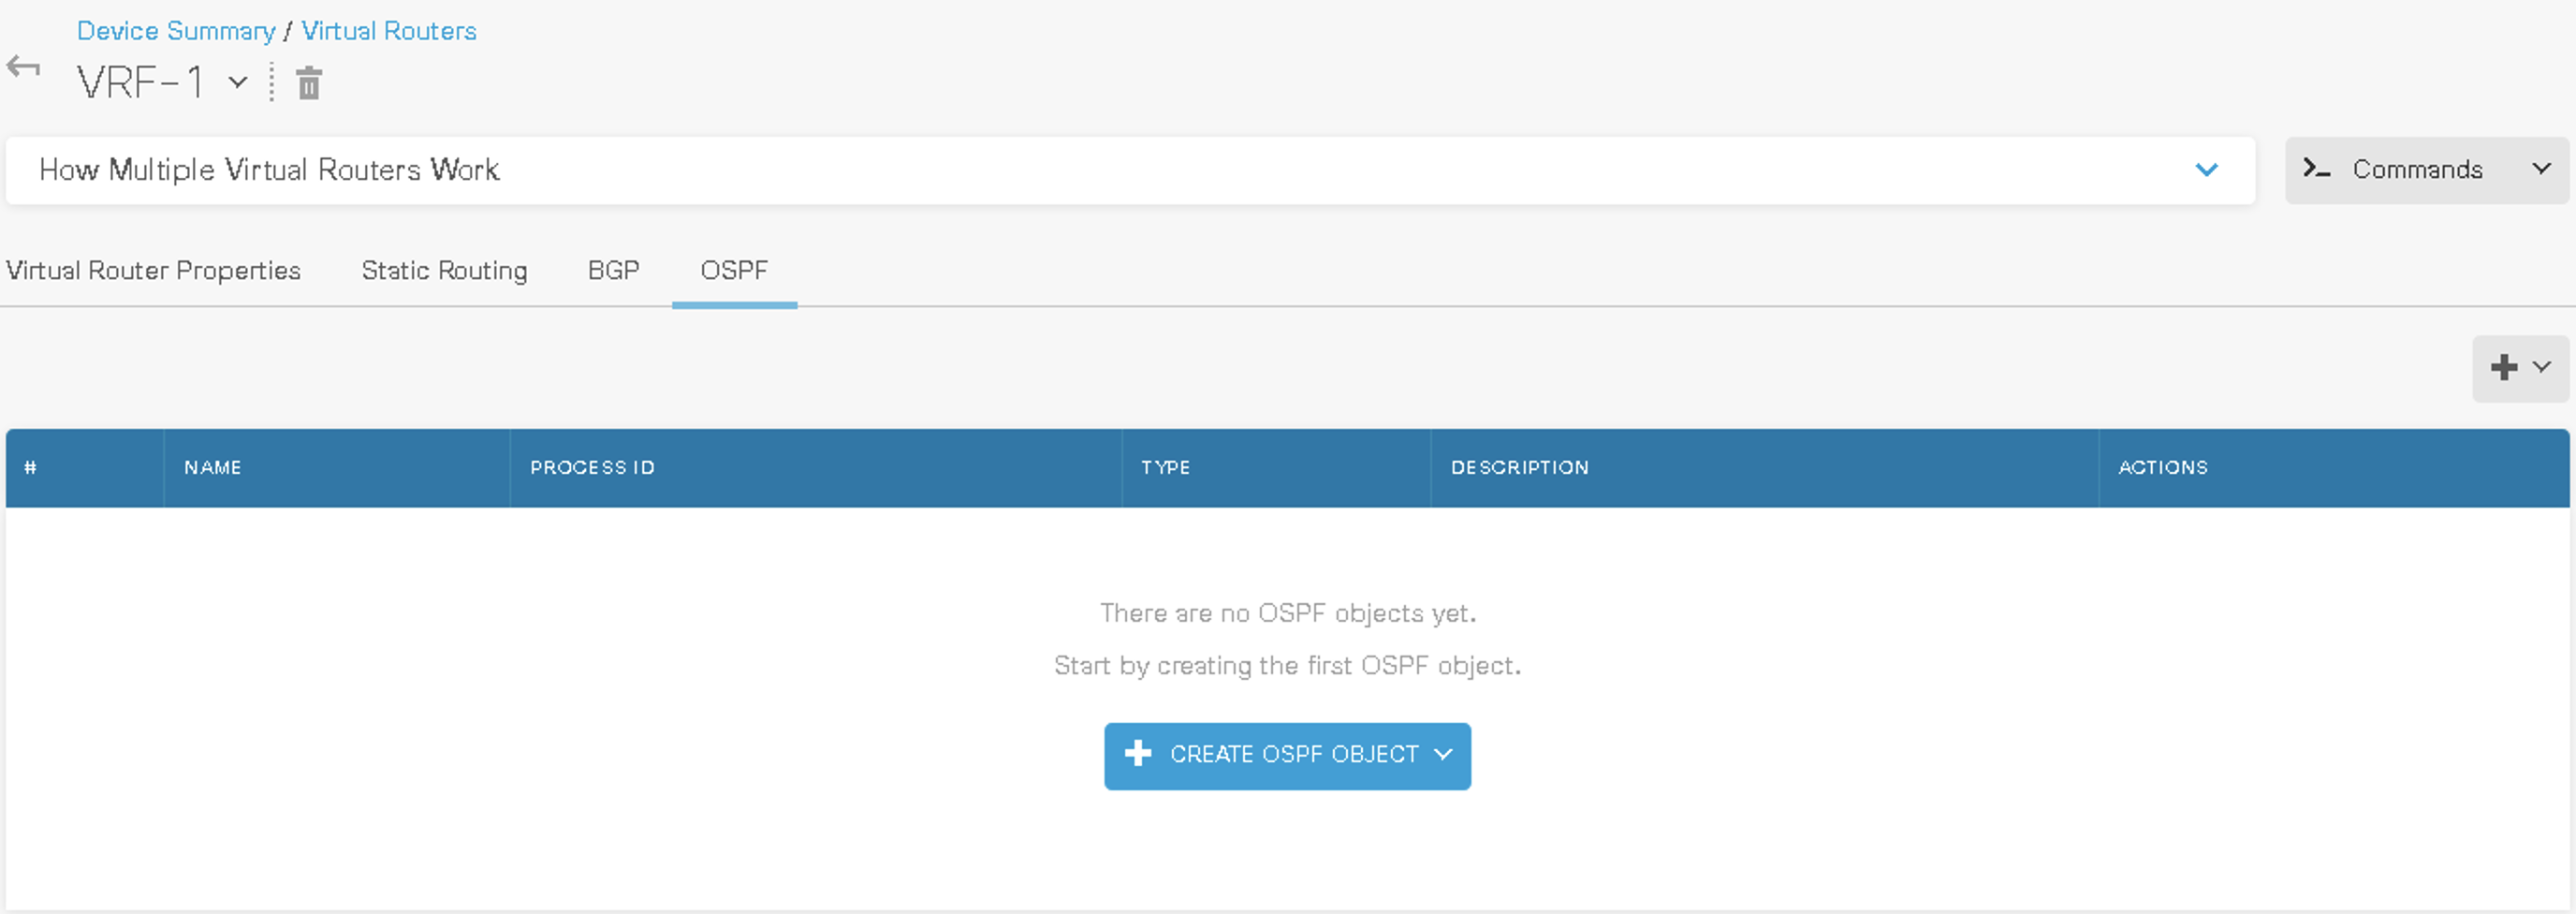 Device Summary / Virtual Routers
VRF-1
How Multiple Virtual Routers Work
Commands
Virtual Router Properties Static Routing BGP OSPF
# NAME PROCESS ID TYPE DESCRIPTION ACTIONS
There are no OSPF objects yet.
Start by creating the first OSPF object.
CREATE OSPF OBJECT